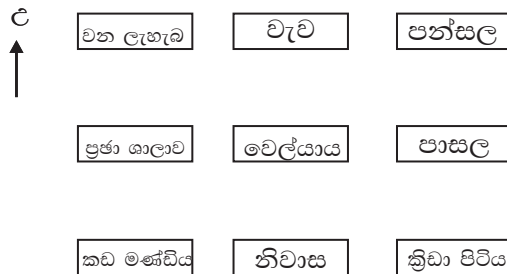 උ
වන ලැහැබ වැව පන්සල
ප්‍රජා ශාලාව වෙල්යාය පාසල
කඩ මණ්ඩිය නිවාස ක්‍රිඩා පිටිය